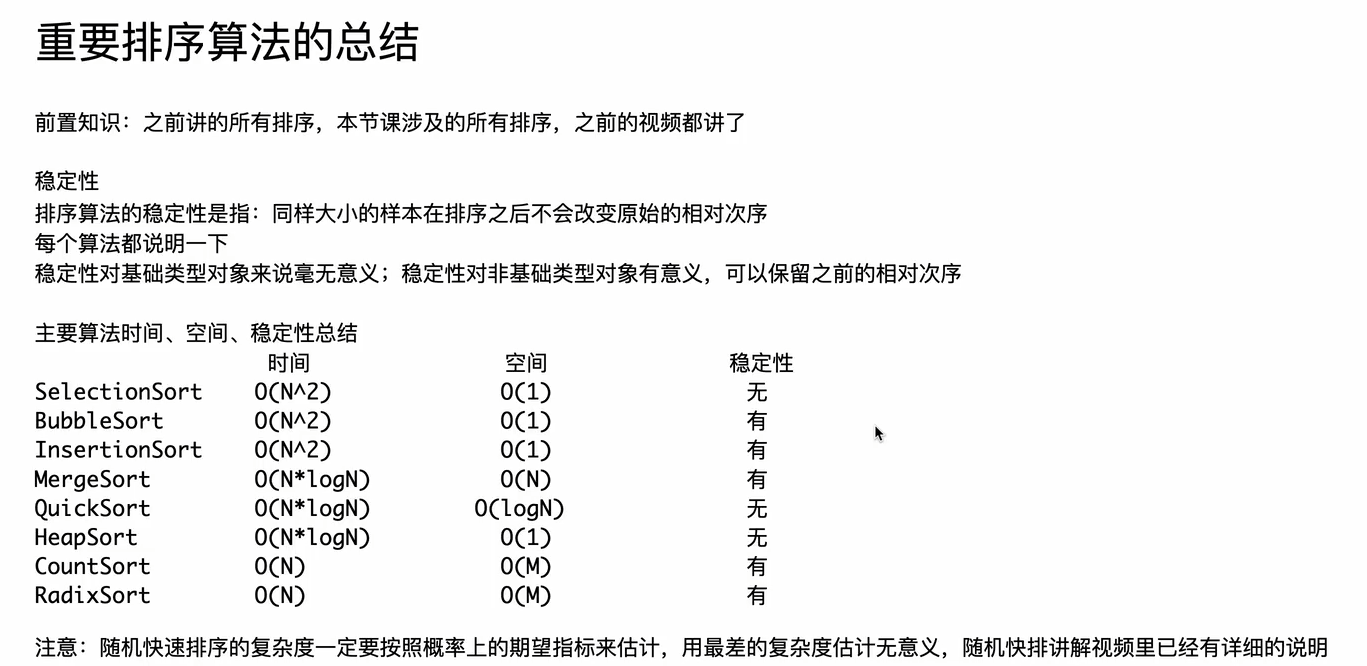 重要排序算法的总结
前置知识：之前讲的所有排序，本节课涉及的所有排序，之前的视频都讲了
稳定性
排序算法的稳定性是指：同样大小的样本在排序之后不会改变原始的相对次序
每个算法都说明一下
稳定性对基础类型对象来说毫无意义；稳定性对非基础类型对象有意义，可以保留之前的相对次序
主要算法时间、空间、稳定性总结
时间 空间 稳定性
SelectionSort O(N^2) O(1) 无
BubbleSort O(N^2) O(1) 有
InsertionSort O(N^2) O(1) 有
MergeSort O(N*logN) O(N) 有
QuickSort O(N*logN) O(logN) 无
HeapSort O(N*logN) O(1) 无
CountSort O(N) O(M) 有
RadixSort O(N) O(M) 有
注意：随机快速排序的复杂度一定要按照概率上的期望指标来估计，用最差的复杂度估计无意义，随机快排讲解视频里已经有详细的说明